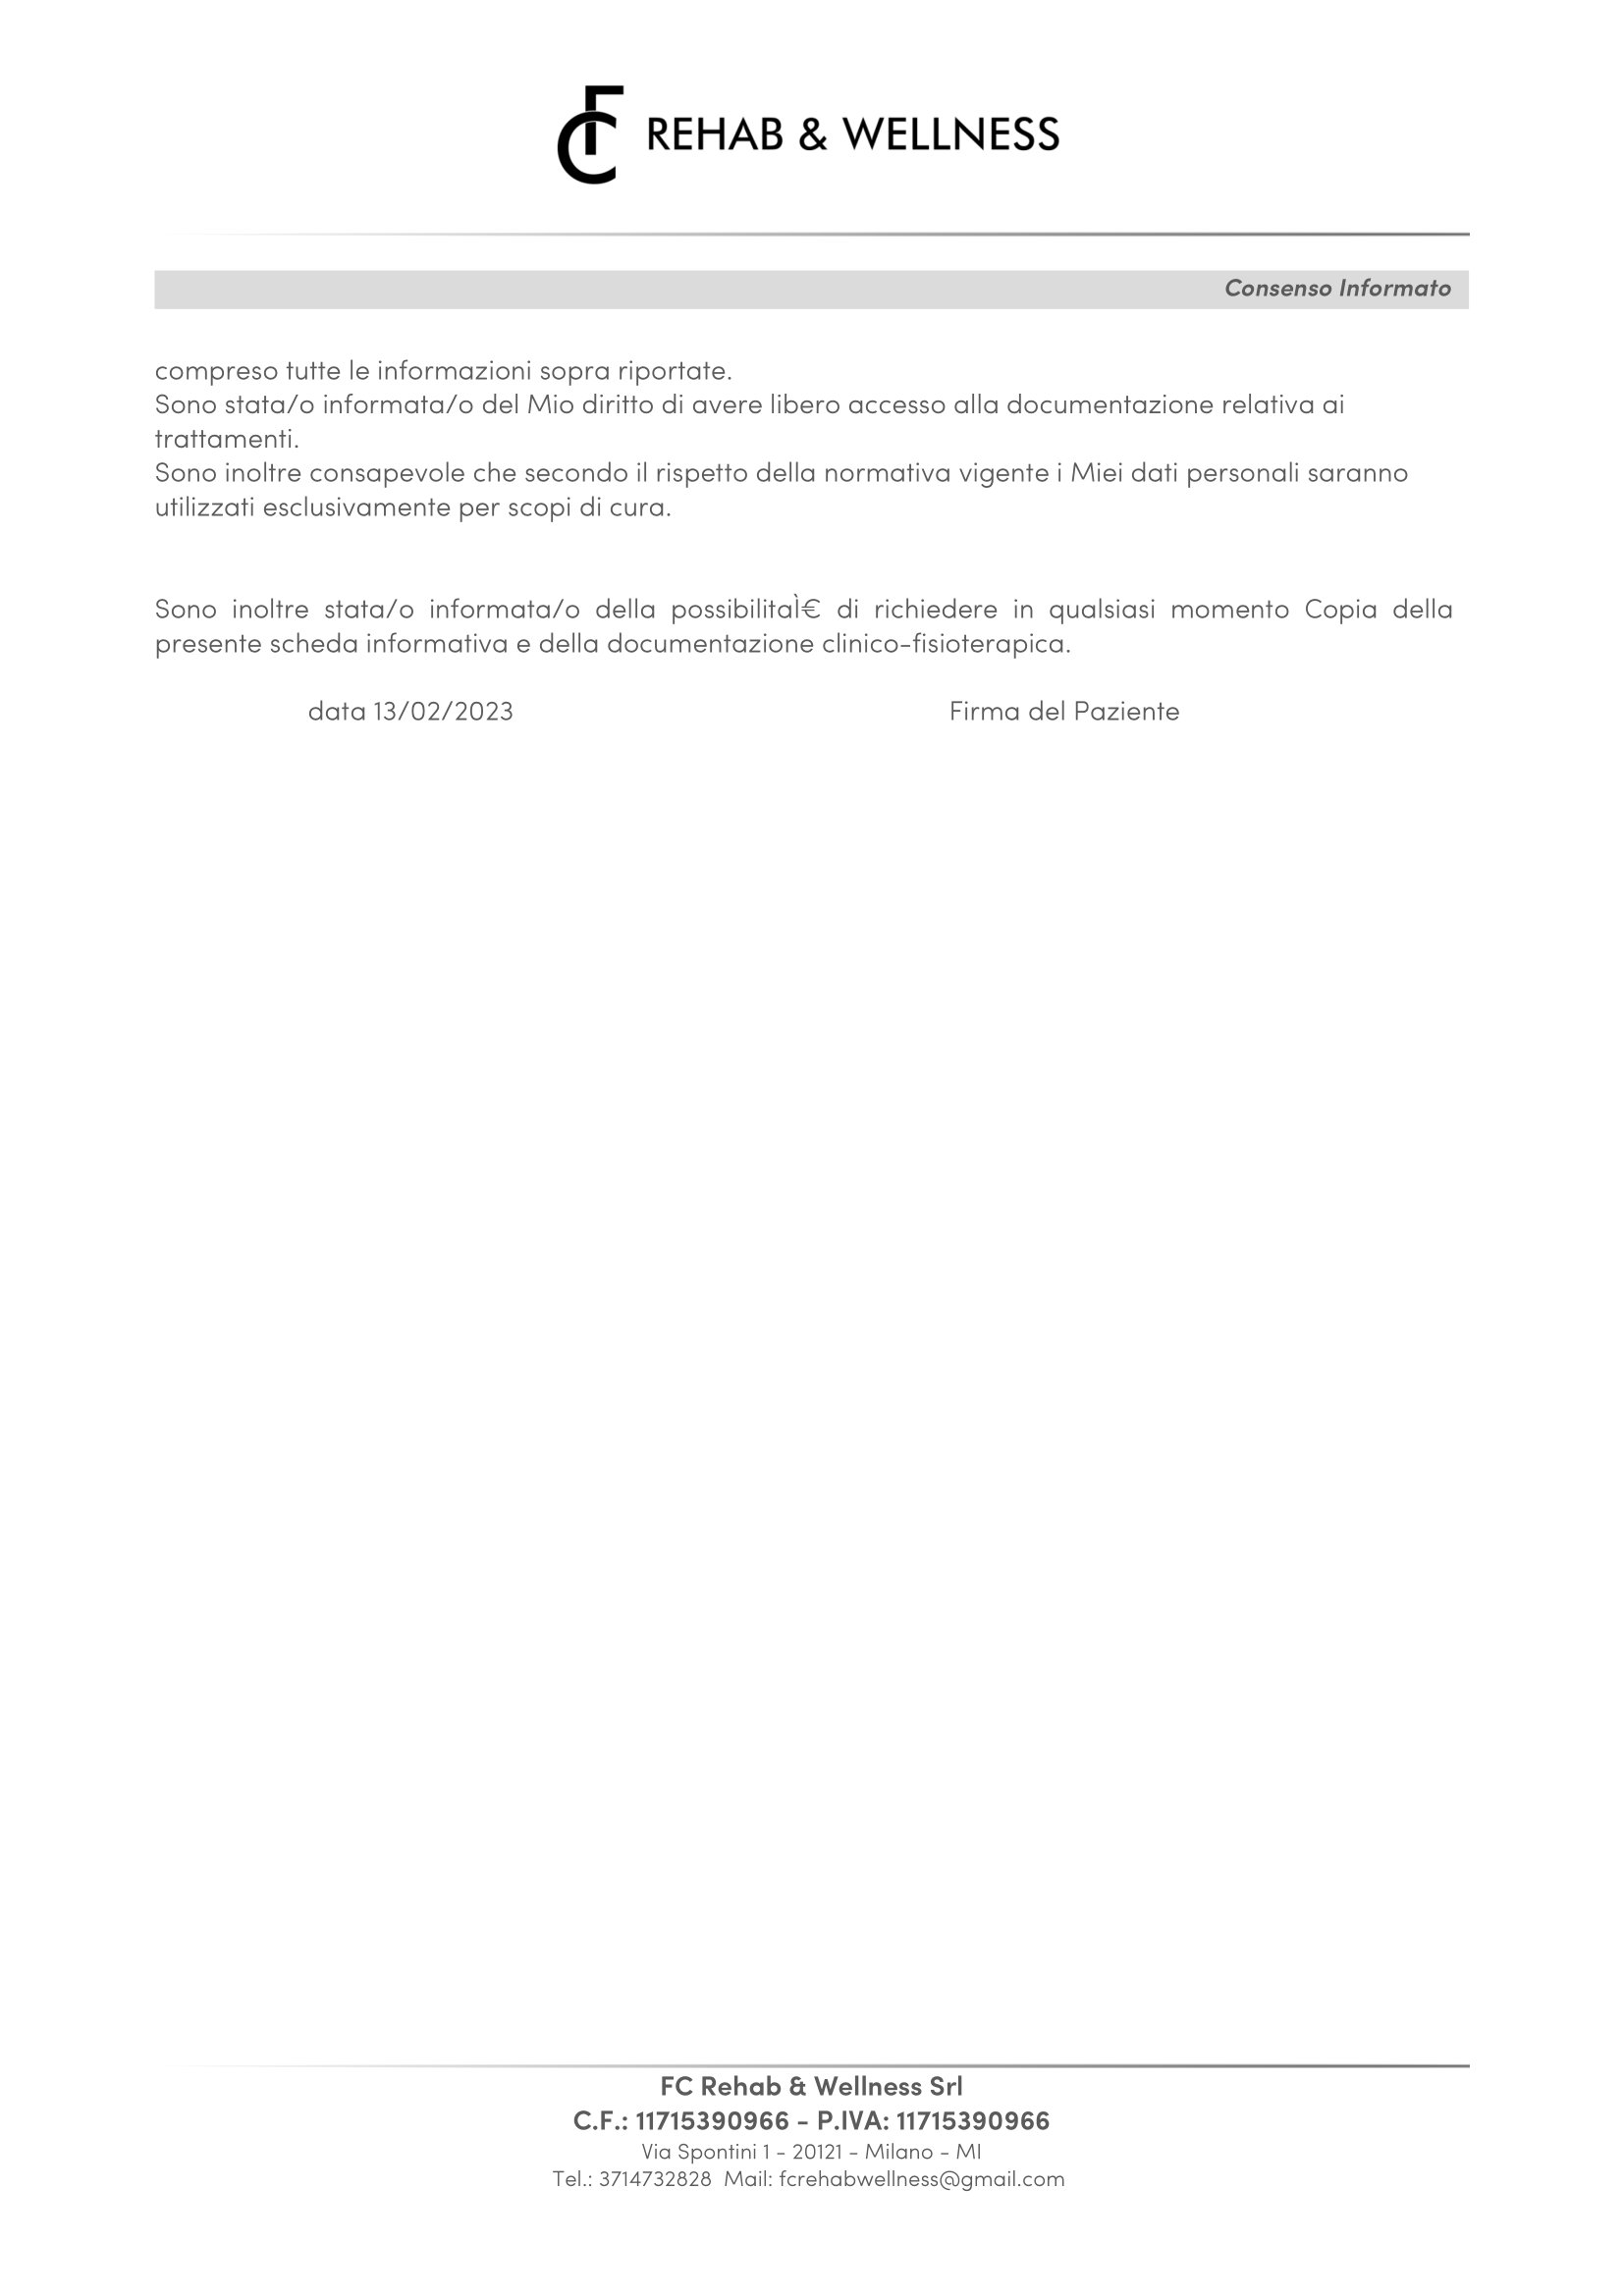 FC REHAB & WELLNESS
Consenso Informato
compreso tutte le informazioni sopra riportate.
Sono stata/o informata/o del Mio diritto di avere libero accesso alla documentazione relativa ai
trattamenti.
Sono inoltre consapevole che secondo il rispetto della normativa vigente i Miei dati personali saranno
utilizzati esclusivamente per scopi di cura.
Sono inoltre stata/o informata/o della possibilitaÌ€ di richiedere in qualsiasi momento Copia della
presente scheda informativa e della documentazione clinico-fisioterapica.
data 13/02/2023 Firma del Paziente
FC Rehab & Wellness Srl
C.F.: 11715390966 - P.IVA: 11715390966
Via Spontini 1 - 20121 - Milano - MI
Tel.: 3714732828 Mail: fcrehabwellness@gmail.com